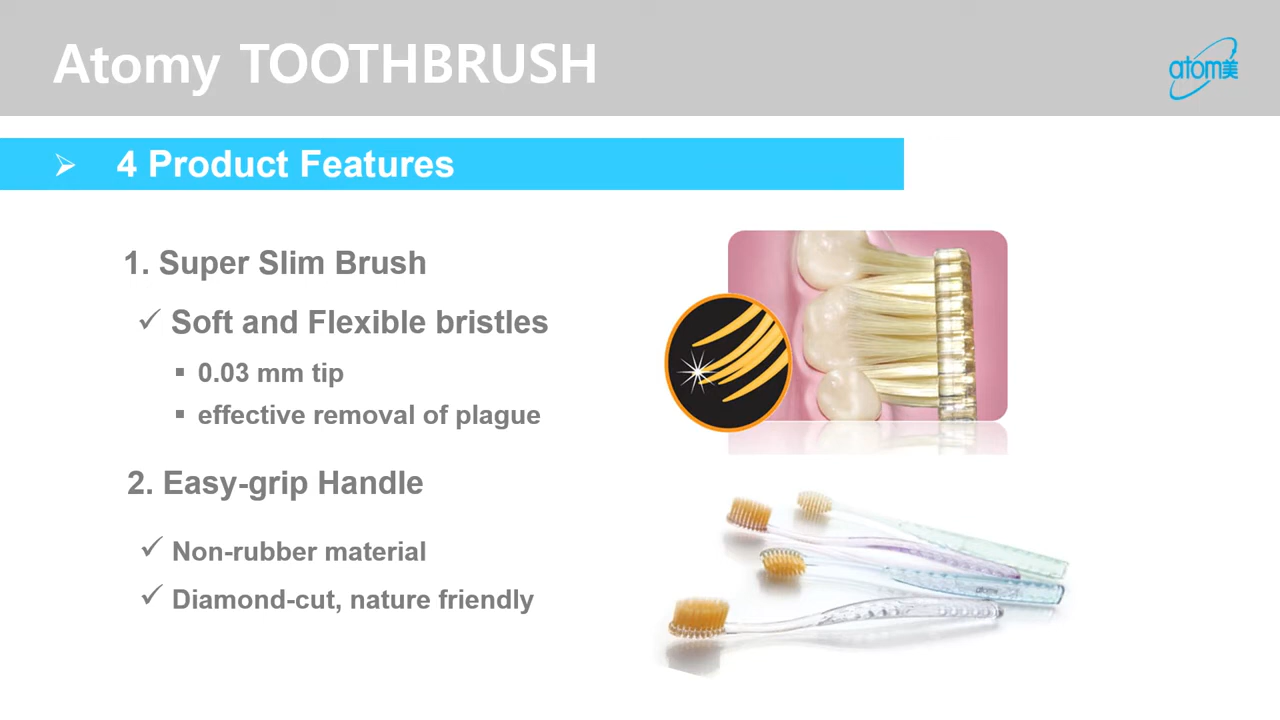 Atomy TOOTHBRUSH
atom美
4 Product Features
1. Super Slim Brush
Soft and Flexible bristles
0.03 mm tip
effective removal of plague
2. Easy-grip Handle
Non-rubber material
Diamond-cut, nature friendly
atomy